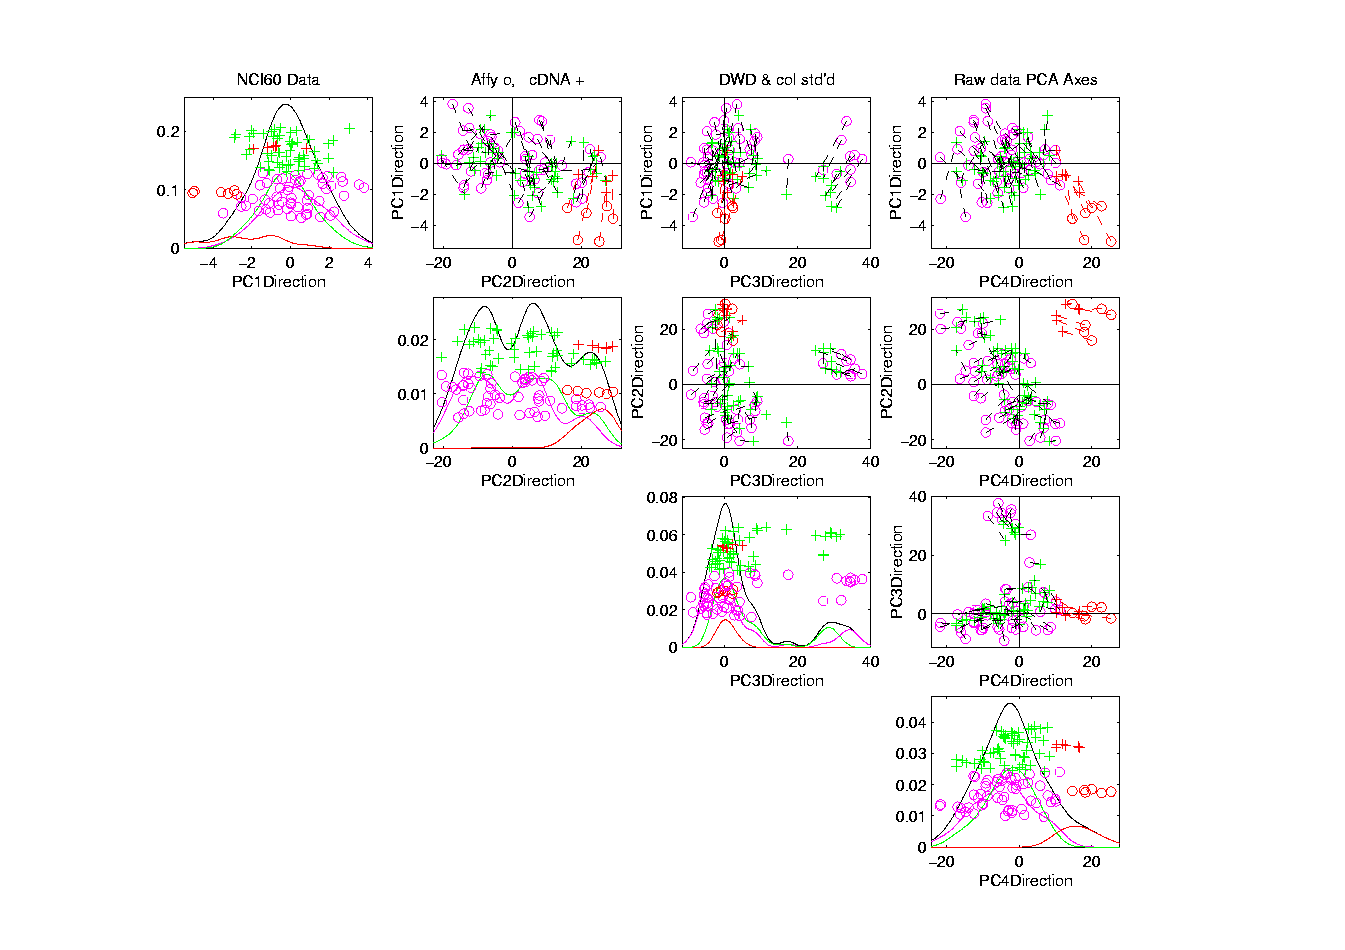 NCI60 Data
Affy o,   cDNA +
DWD & col std'd
Raw data PCA Axes
0.2
0.1
0
−4 −2 0 2 4
PC1Direction
4
2
0
−2
−4
PC1Direction
−20 0 20
PC2Direction
4
2
0
−2
−4
PC1Direction
0 20 40
PC3Direction
4
2
0
−2
−4
PC1Direction
−20 0 20
PC4Direction
0.02
0.01
0
−20 0 20
PC2Direction
20
0
−20
PC2Direction
0 20 40
PC3Direction
20
0
−20
PC2Direction
−20 0 20
PC4Direction
0.08
0.06
0.04
0.02
0
0 20 40
PC3Direction
40
20
0
PC3Direction
−20 0 20
PC4Direction
0.04
0.03
0.02
0.01
0
−20 0 20
PC4Direction